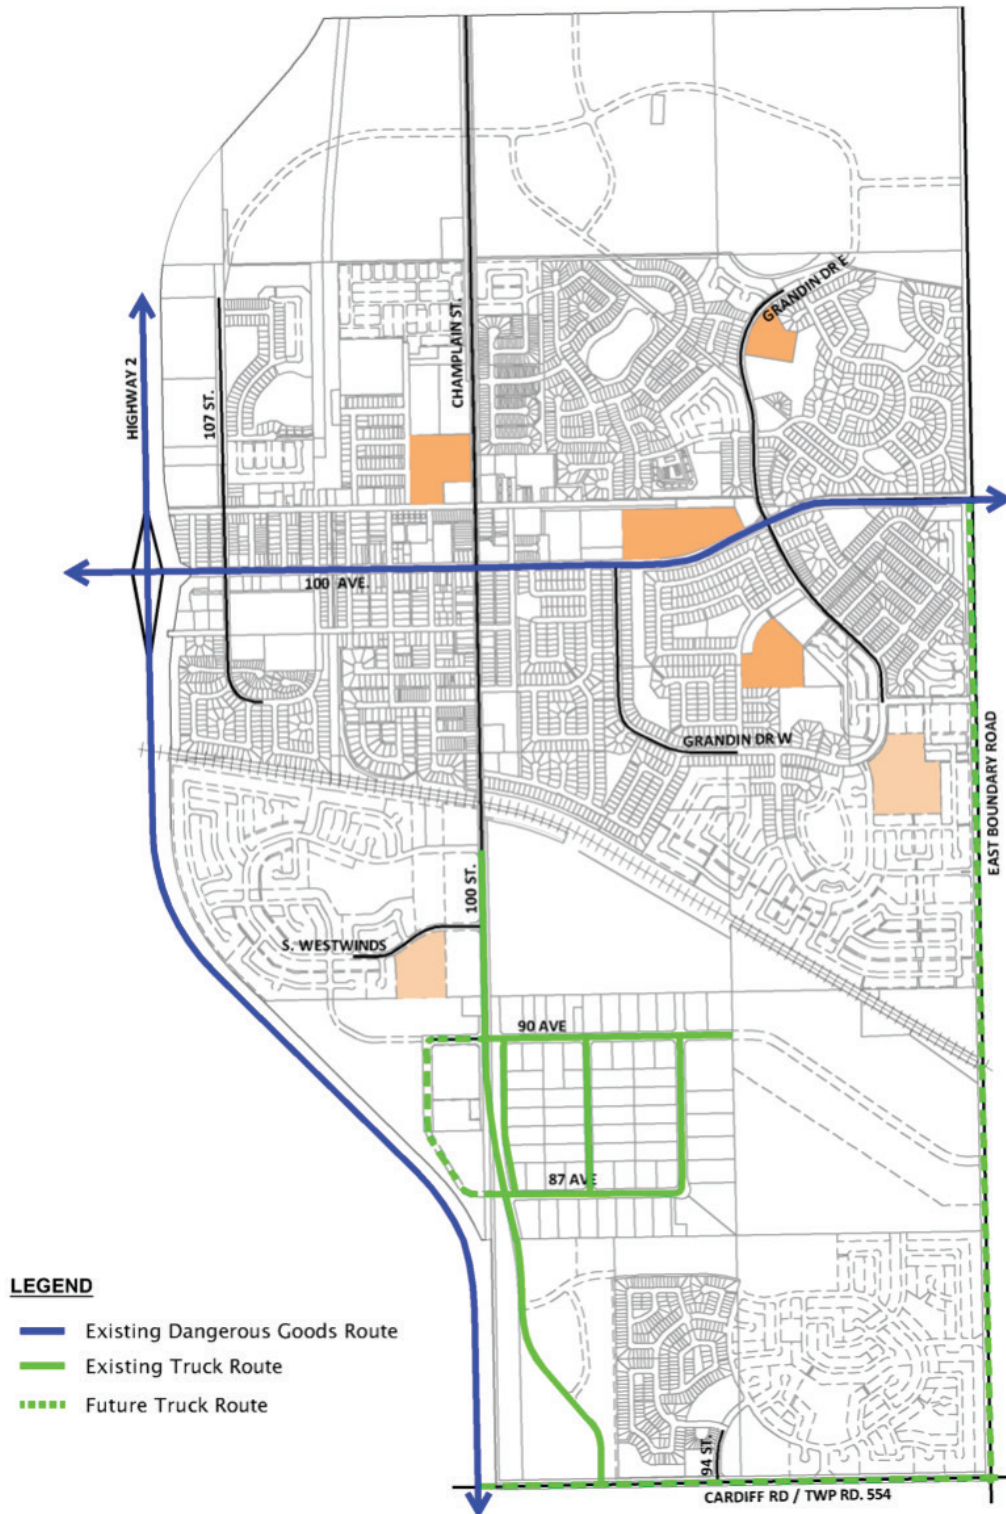 GRANDIN DR E
CHAMPLAIN ST.
HIGHWAY 2
107 ST.
100 AVE.
GRANDIN DR W
EAST BOUNDARY ROAD
100 ST.
S. WESTWINDS
90 AVE
87 AVE
LEGEND
Existing Dangerous Goods Route
Existing Truck Route
Future Truck Route
94 ST.
CARDIFF RD / TWP RD. 554